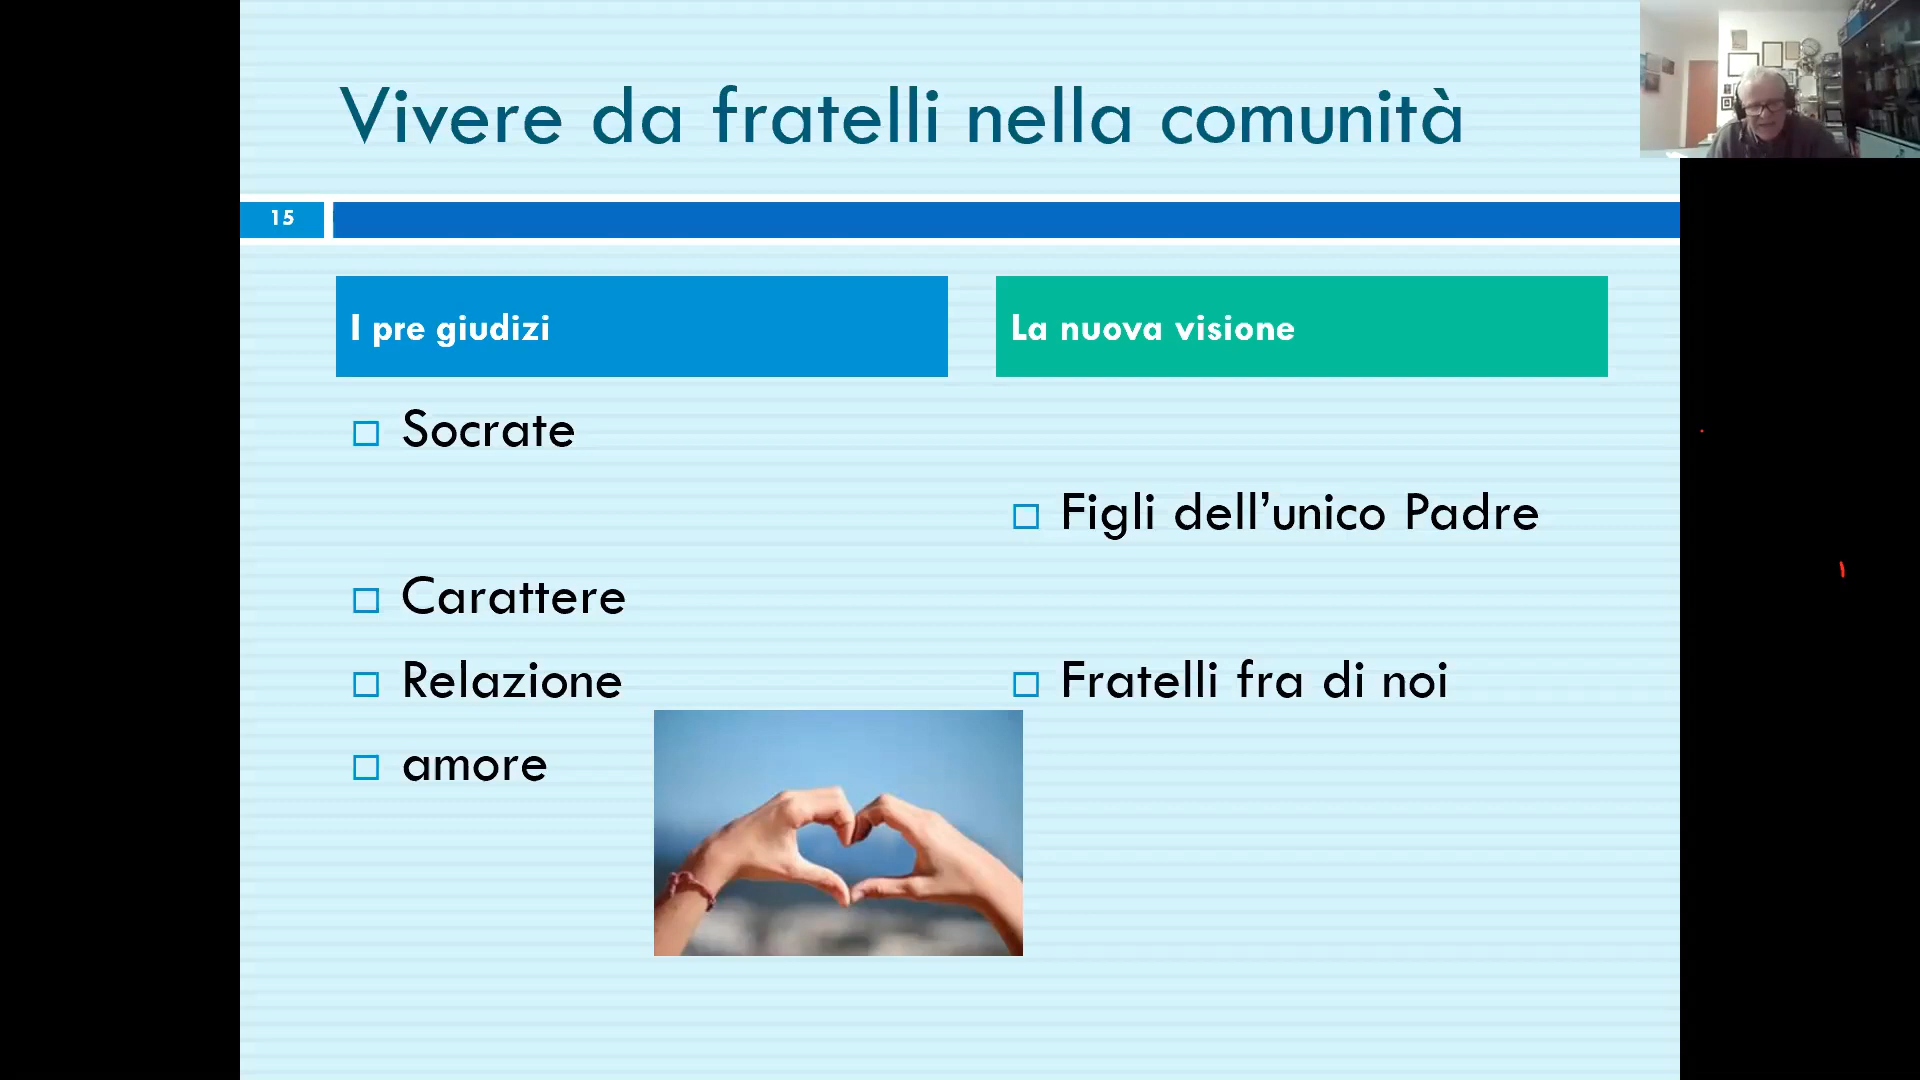 Vivere da fratelli nella comunità
15
I pre giudizi
La nuova visione
Socrate
Figli dell’unico Padre
Carattere
Relazione
Fratelli fra di noi
amore